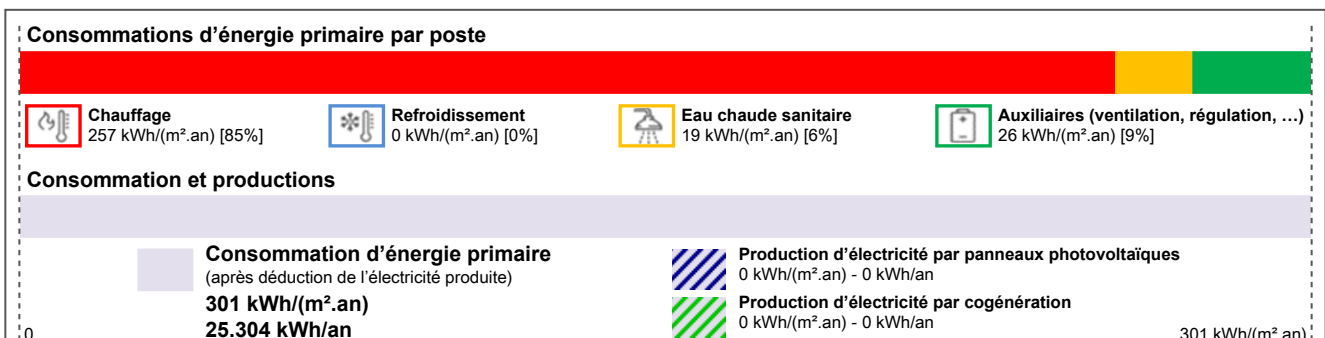 Consommations d’énergie primaire par poste
Chauffage
257 kWh/(m².an) [85%]
Refroidissement
0 kWh/(m².an) [0%]
Eau chaude sanitaire
19 kWh/(m².an) [6%]
Auxiliaires (ventilation, régulation, …)
26 kWh/(m².an) [9%]
Consommation et productions
Consommation d’énergie primaire
(après déduction de l’électricité produite)
301 kWh/(m².an)
25.304 kWh/an
Production d’électricité par panneaux photovoltaïques
0 kWh/(m².an) - 0 kWh/an
Production d’électricité par cogénération
0 kWh/(m².an) - 0 kWh/an
0
301 kWh/(m².an)